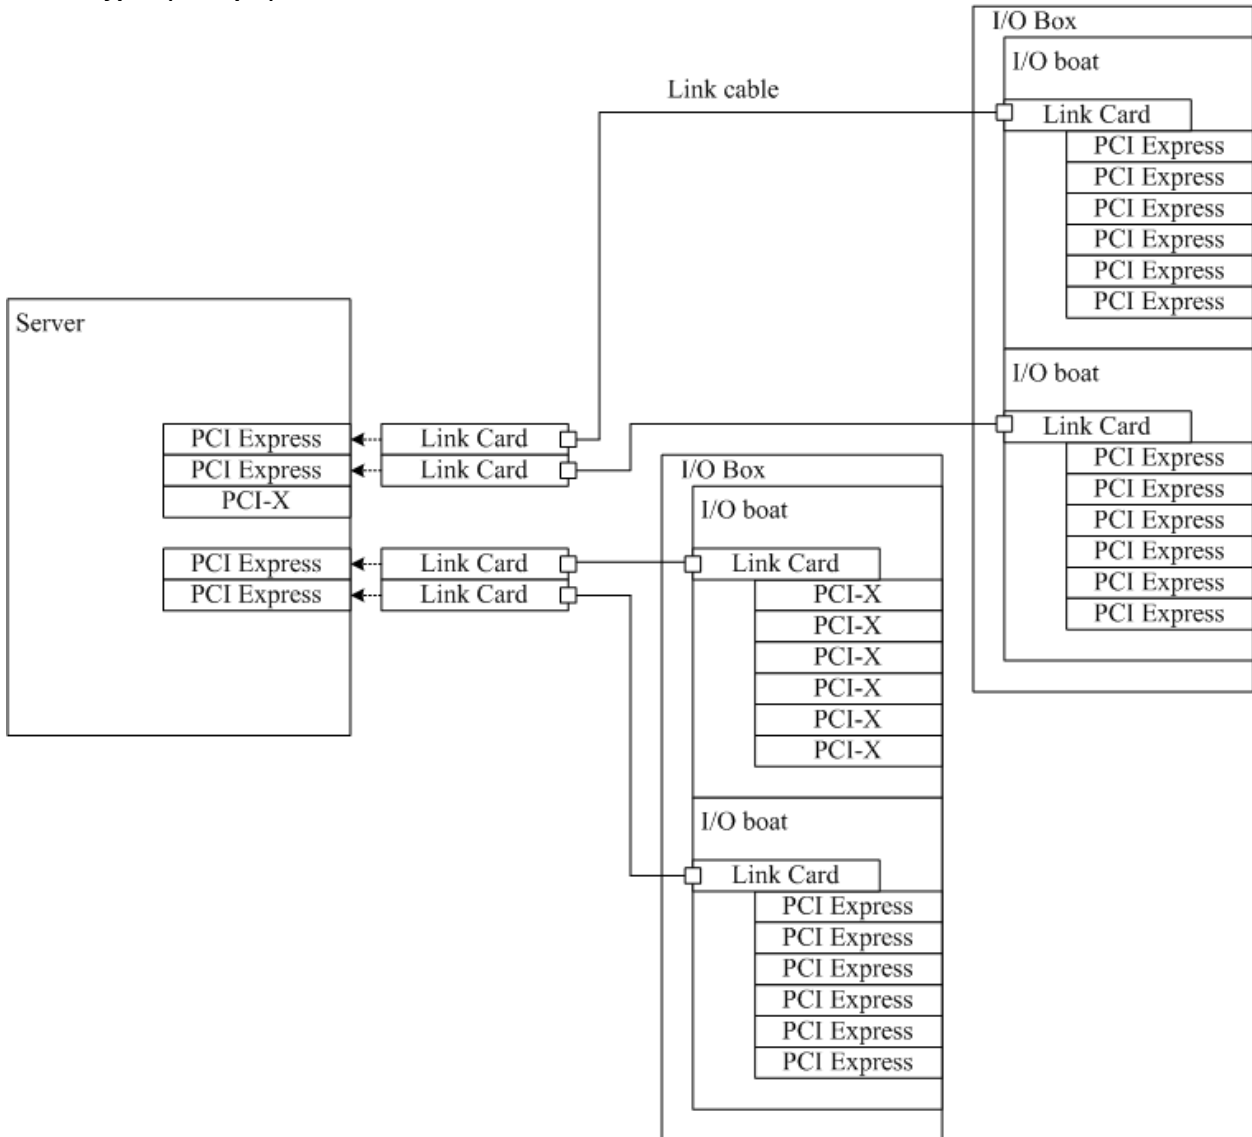 I/O Box
I/O boat
Link cable
Link Card
PCI Express
PCI Express
PCI Express
PCI Express
PCI Express
PCI Express
I/O boat
Link Card
PCI Express
PCI Express
PCI Express
PCI Express
PCI Express
PCI Express
Server
PCI Express
Link Card
PCI Express
Link Card
PCI-X
PCI Express
Link Card
PCI Express
Link Card
I/O Box
I/O boat
Link Card
PCI-X
PCI-X
PCI-X
PCI-X
PCI-X
PCI-X
I/O boat
Link Card
PCI Express
PCI Express
PCI Express
PCI Express
PCI Express
PCI Express